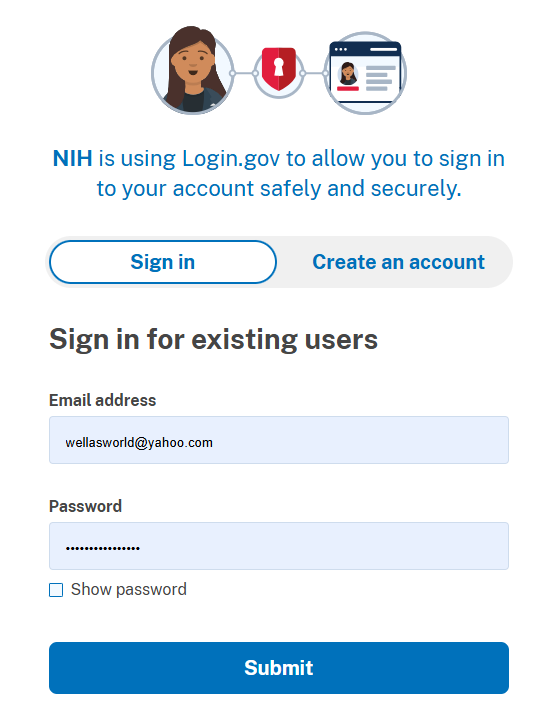 NIH is using Login.gov to allow you to sign in
to your account safely and securely.
Sign in
Create an account
Sign in for existing users
Email address
wellasworld@yahoo.com
Password
••••••••••••••••
Show password
Submit